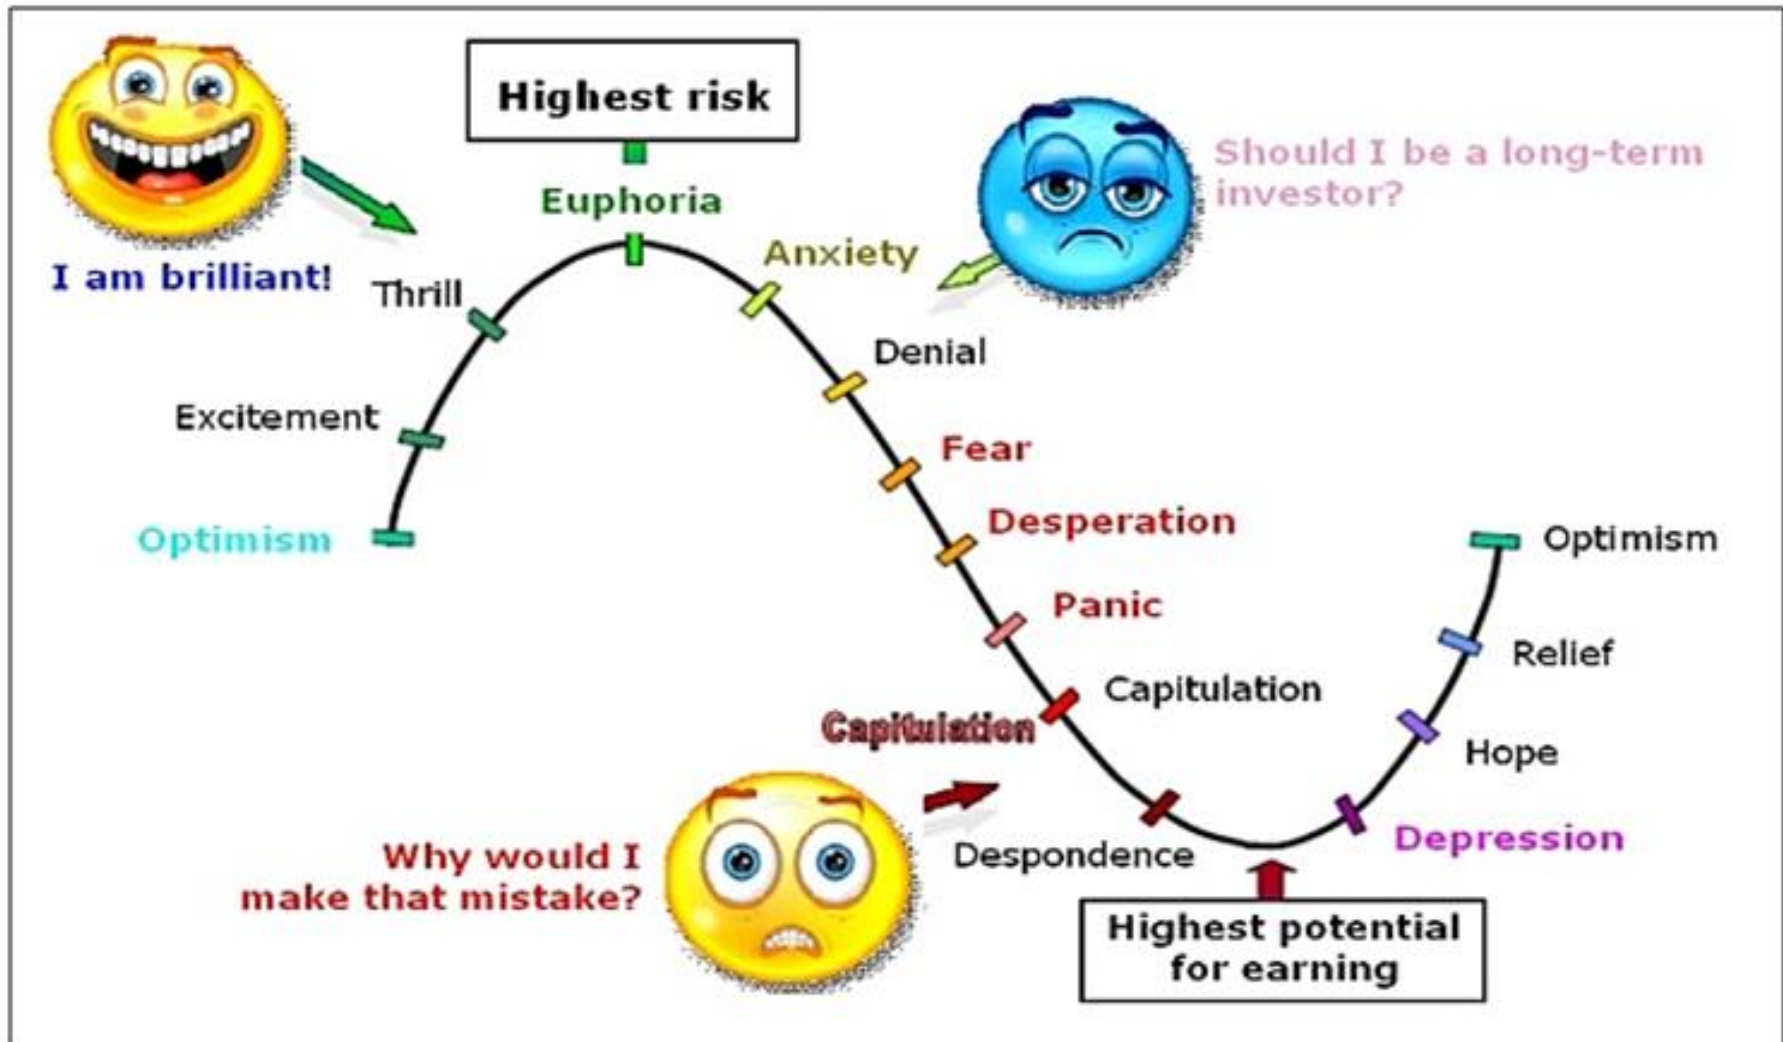 Highest risk
Euphoria
I am brilliant!
Thrill
Excitement
Optimism
Anxiety
Should I be a long-term
investor?
Denial
Fear
Desperation
Panic
Capitulation
Capitulation
Why would I
make that mistake?
Despondence
Highest potential
for earning
Depression
Hope
Relief
Optimism